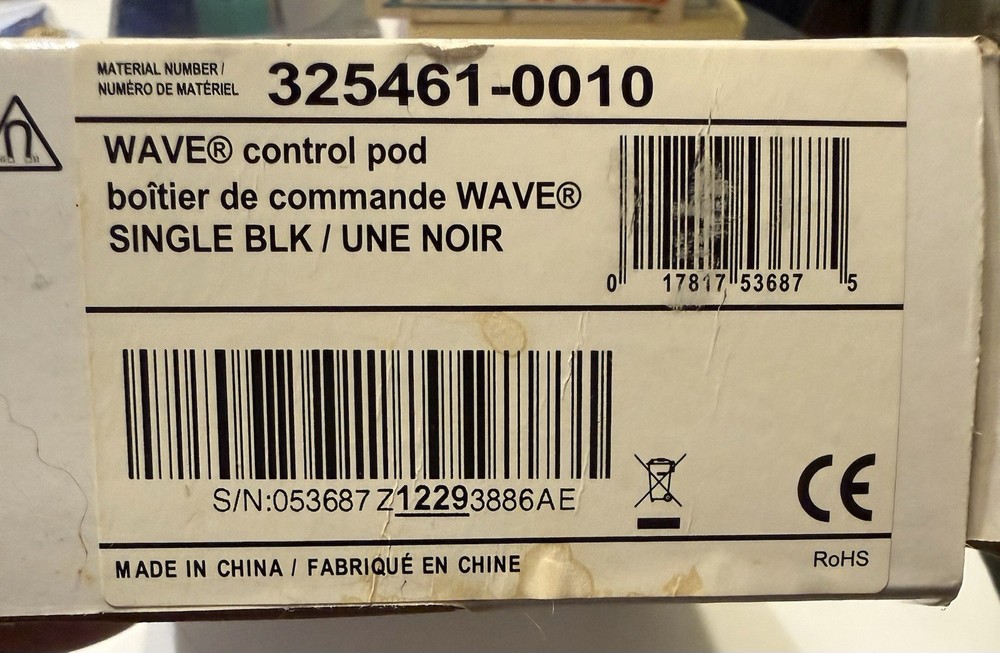 MATERIAL NUMBER /
NUMÉRO DE MATÉRIEL
325461-0010
WAVE® control pod
boîtier de commande WAVE®
SINGLE BLK / UNE NOIR
0 17817 53687 5
S/N:053687Z12293886AE
CE
MADE IN CHINA / FABRIQUÉ EN CHINE
RoHS